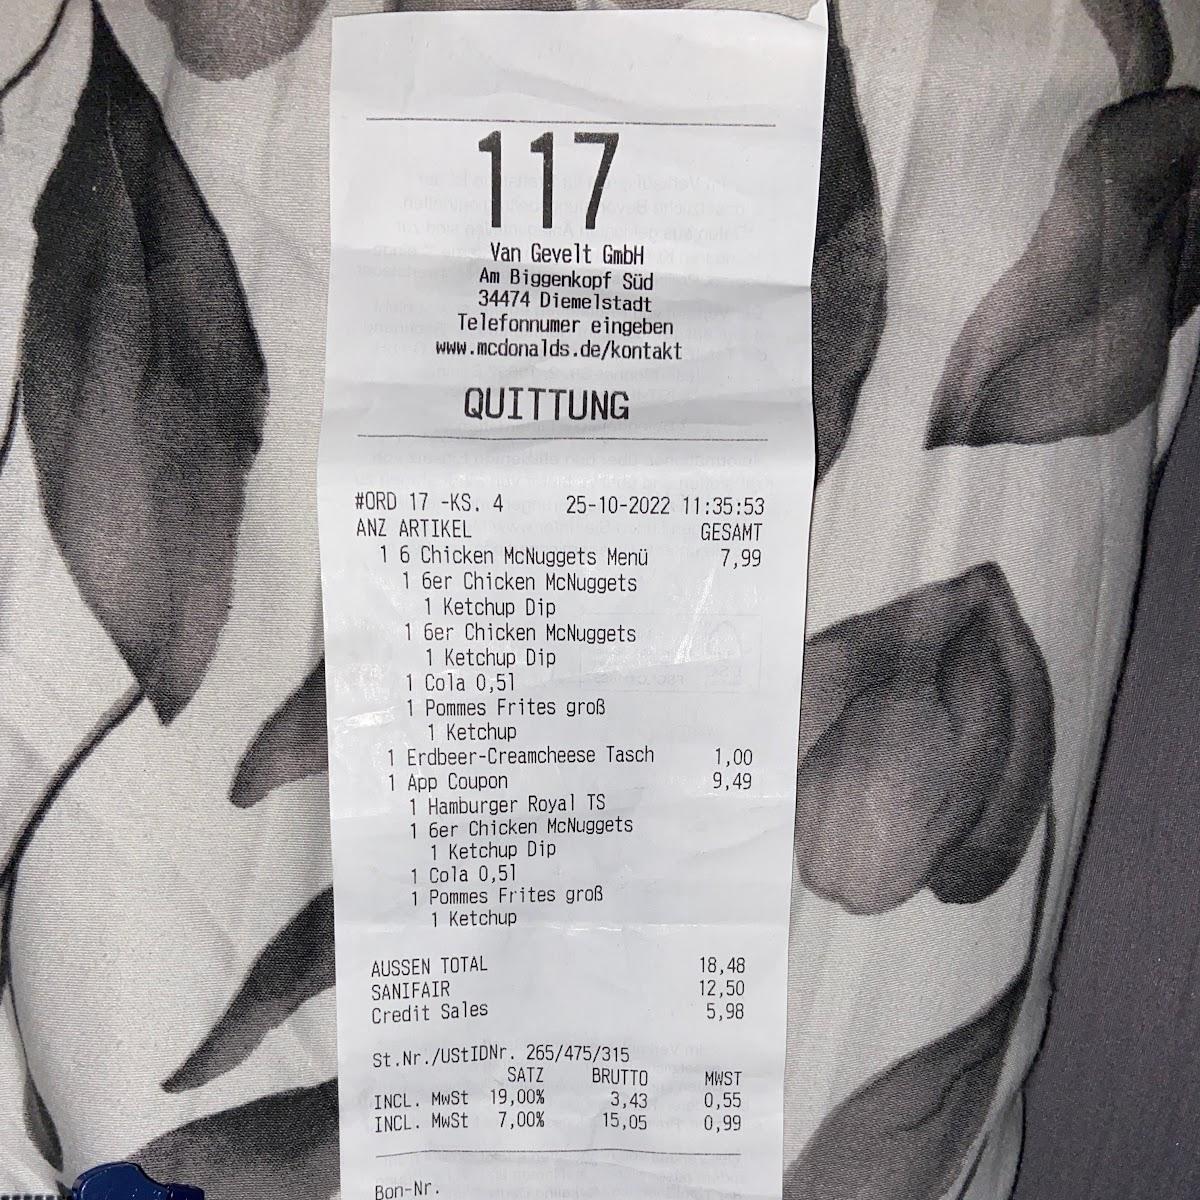 117
Van Gevelt GmbH
Am Biggenkopf Süd
34474 Diemelstadt
Telefonnumer eingeben
www.mcdonalds.de/kontakt
QUITTUNG
#ORD 17 -KS. 4 25-10-2022 11:35:53
ANZ ARTIKEL GESAMT
1 6 Chicken McNuggets Menü 7,99
1 6er Chicken McNuggets
1 Ketchup Dip
1 6er Chicken McNuggets
1 Ketchup Dip
1 Cola 0,5l
1 Pommes Frites groß
1 Ketchup
1 Erdbeer-Creamcheese Tasch 1,00
1 App Coupon 9,49
1 Hamburger Royal TS
1 6er Chicken McNuggets
1 Ketchup Dip
1 Cola 0,5l
1 Pommes Frites groß
1 Ketchup
AUSSEN TOTAL 18,48
SANIFAIR 12,50
Credit Sales 5,98
St.Nr./UStIDNr. 265/475/315
SATZ BRUTTO MWST
INCL. MwSt 19,00% 3,43 0,55
INCL. MwSt 7,00% 15,05 0,99
Bon-Nr.